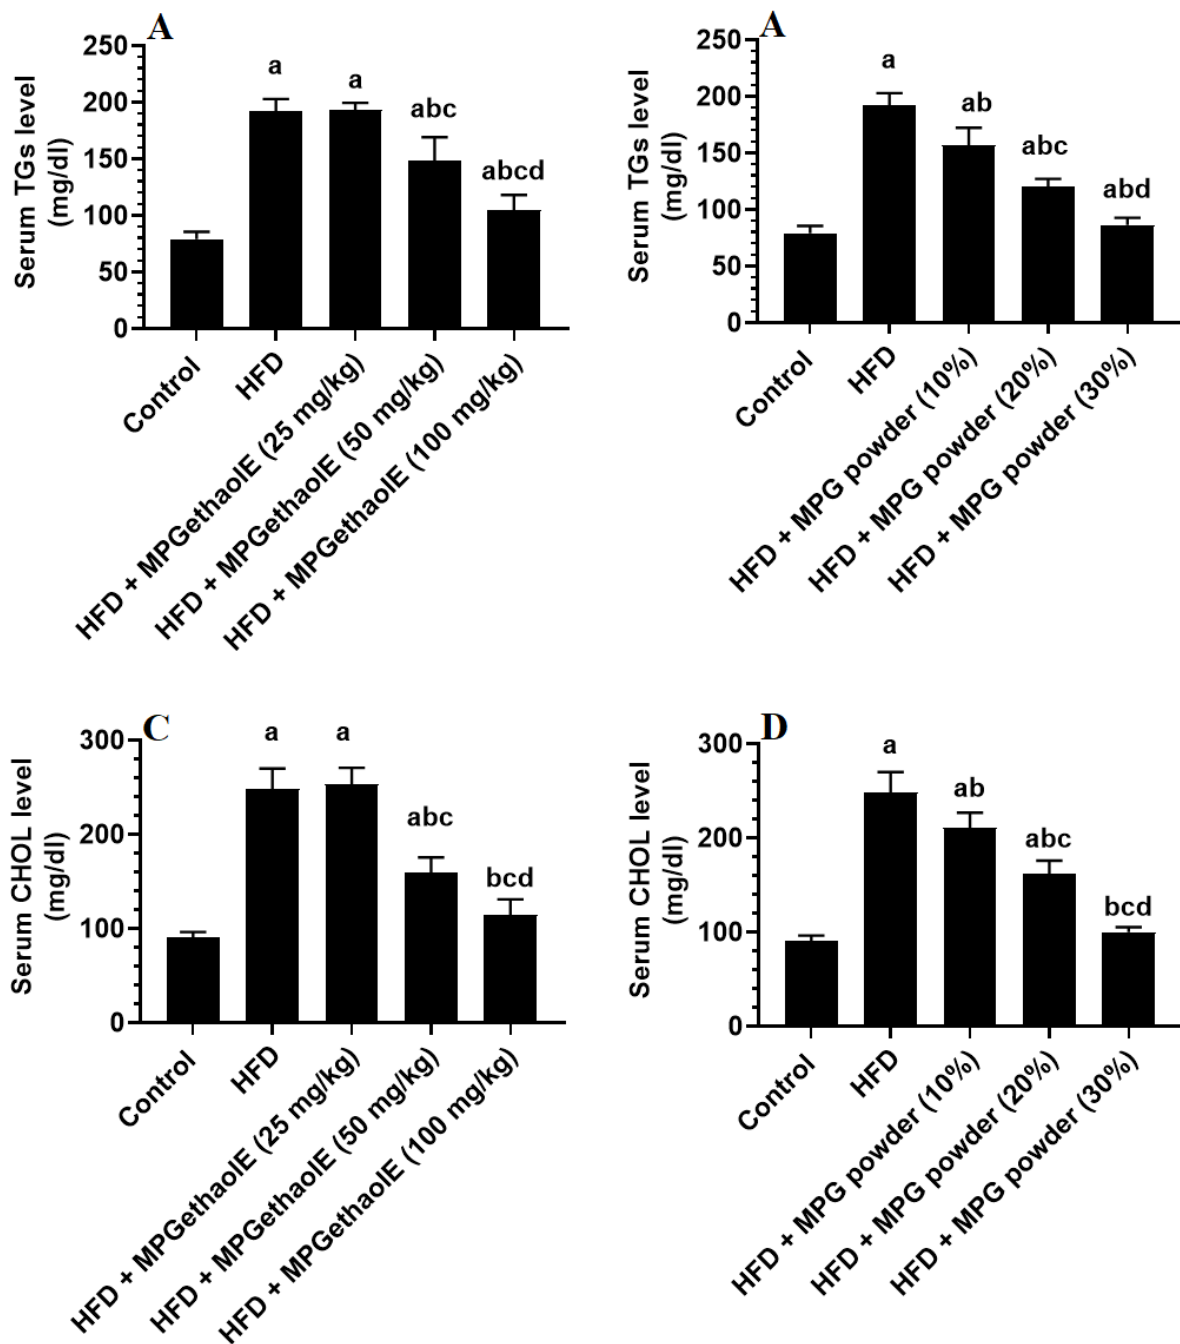 A
Serum TGs level
(mg/dl)
250
200
150
100
50
0
a
a
abc
abcd
Control
HFD
HFD + MPGethaolE (25 mg/kg)
HFD + MPGethaolE (50 mg/kg)
HFD + MPGethaolE (100 mg/kg)
A
Serum TGs level
(mg/dl)
250
200
150
100
50
0
a
ab
abc
abd
Control
HFD
HFD + MPG powder (10%)
HFD + MPG powder (20%)
HFD + MPG powder (30%)
C
Serum CHOL level
(mg/dl)
300
200
100
0
a
a
abc
bcd
Control
HFD
HFD + MPGethaolE (25 mg/kg)
HFD + MPGethaolE (50 mg/kg)
HFD + MPGethaolE (100 mg/kg)
D
Serum CHOL level
(mg/dl)
300
200
100
0
a
ab
abc
bcd
Control
HFD
HFD + MPG powder (10%)
HFD + MPG powder (20%)
HFD + MPG powder (30%)